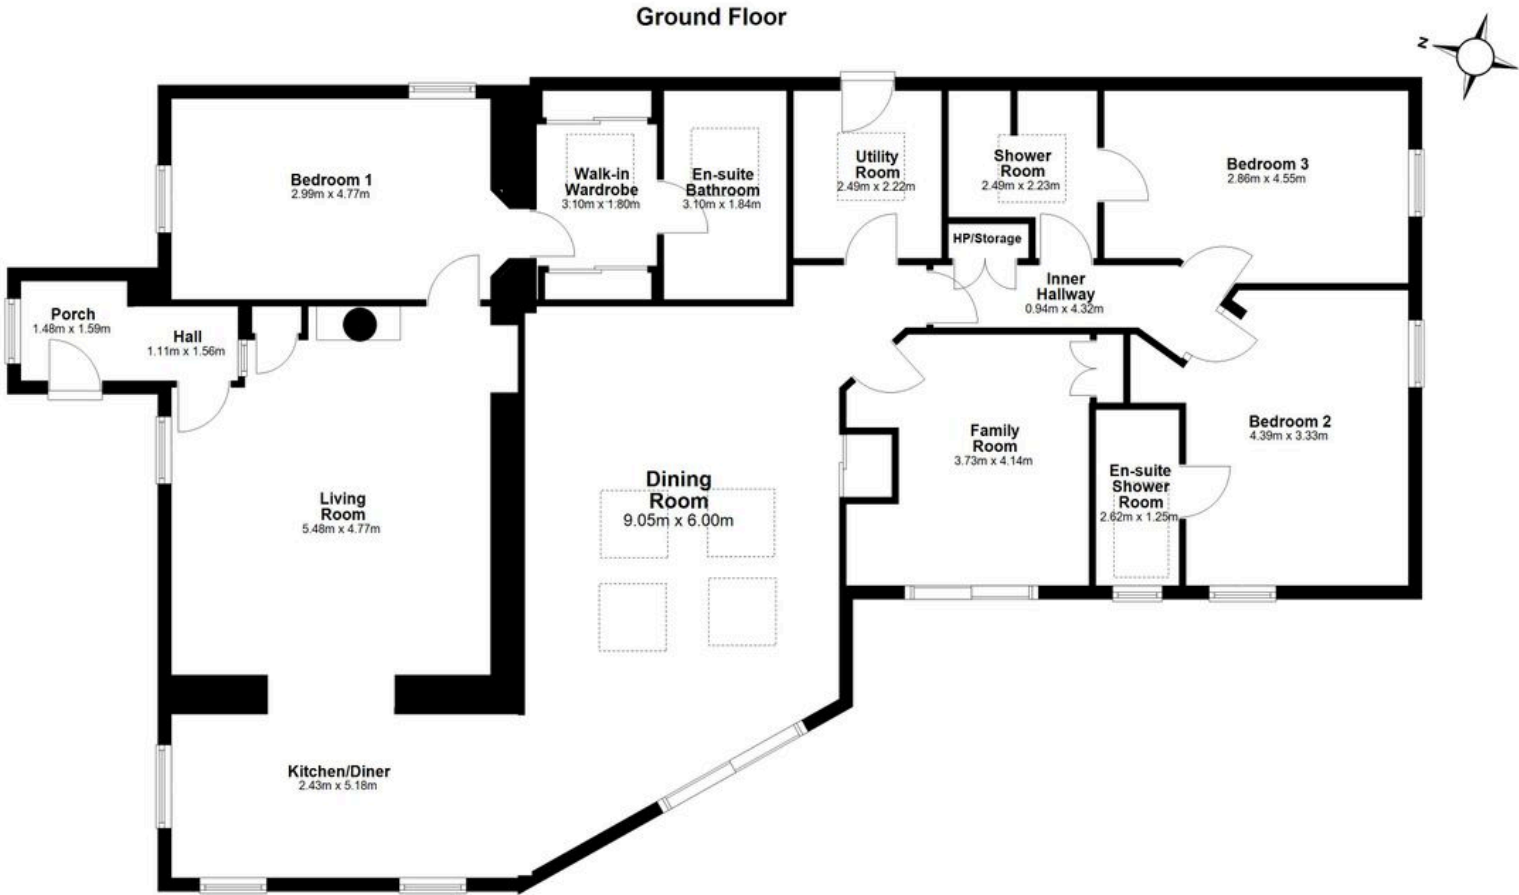 Ground Floor
N
Bedroom 1
2.99m x 4.77m
Walk-in
Wardrobe
3.10m x 1.80m
En-suite
Bathroom
3.10m x 1.84m
Utility
Room
2.49m x 2.22m
Shower
Room
2.49m x 2.23m
Bedroom 3
2.86m x 4.55m
HP/Storage
Inner
Hallway
0.94m x 4.32m
Porch
1.48m x 1.59m
Hall
1.11m x 1.56m
Living
Room
5.48m x 4.77m
Dining
Room
9.05m x 6.00m
Family
Room
3.73m x 4.14m
Bedroom 2
4.39m x 3.33m
En-suite
Shower
Room
2.62m x 1.25m
Kitchen/Diner
2.43m x 5.18m